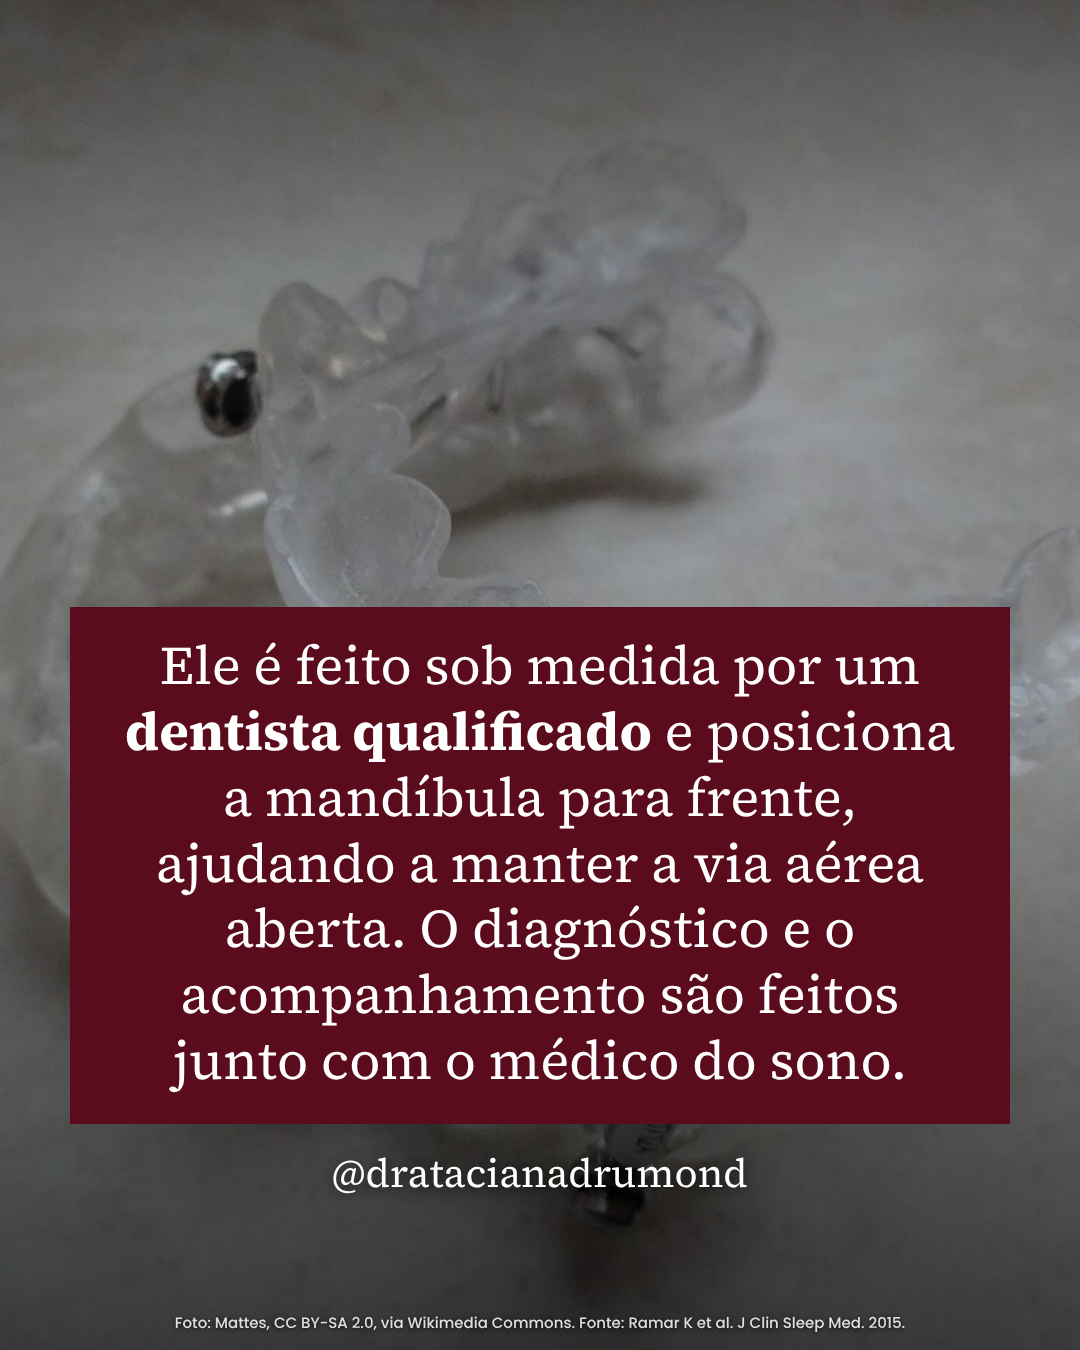 Ele é feito sob medida por um
dentista qualificado e posiciona
a mandíbula para frente,
ajudando a manter a via aérea
aberta. O diagnóstico e o
acompanhamento são feitos
junto com o médico do sono.
@dratacianadrumond
Foto: Mattes, CC BY-SA 2.0, via Wikimedia Commons. Fonte: Ramar K et al. J Clin Sleep Med. 2015.